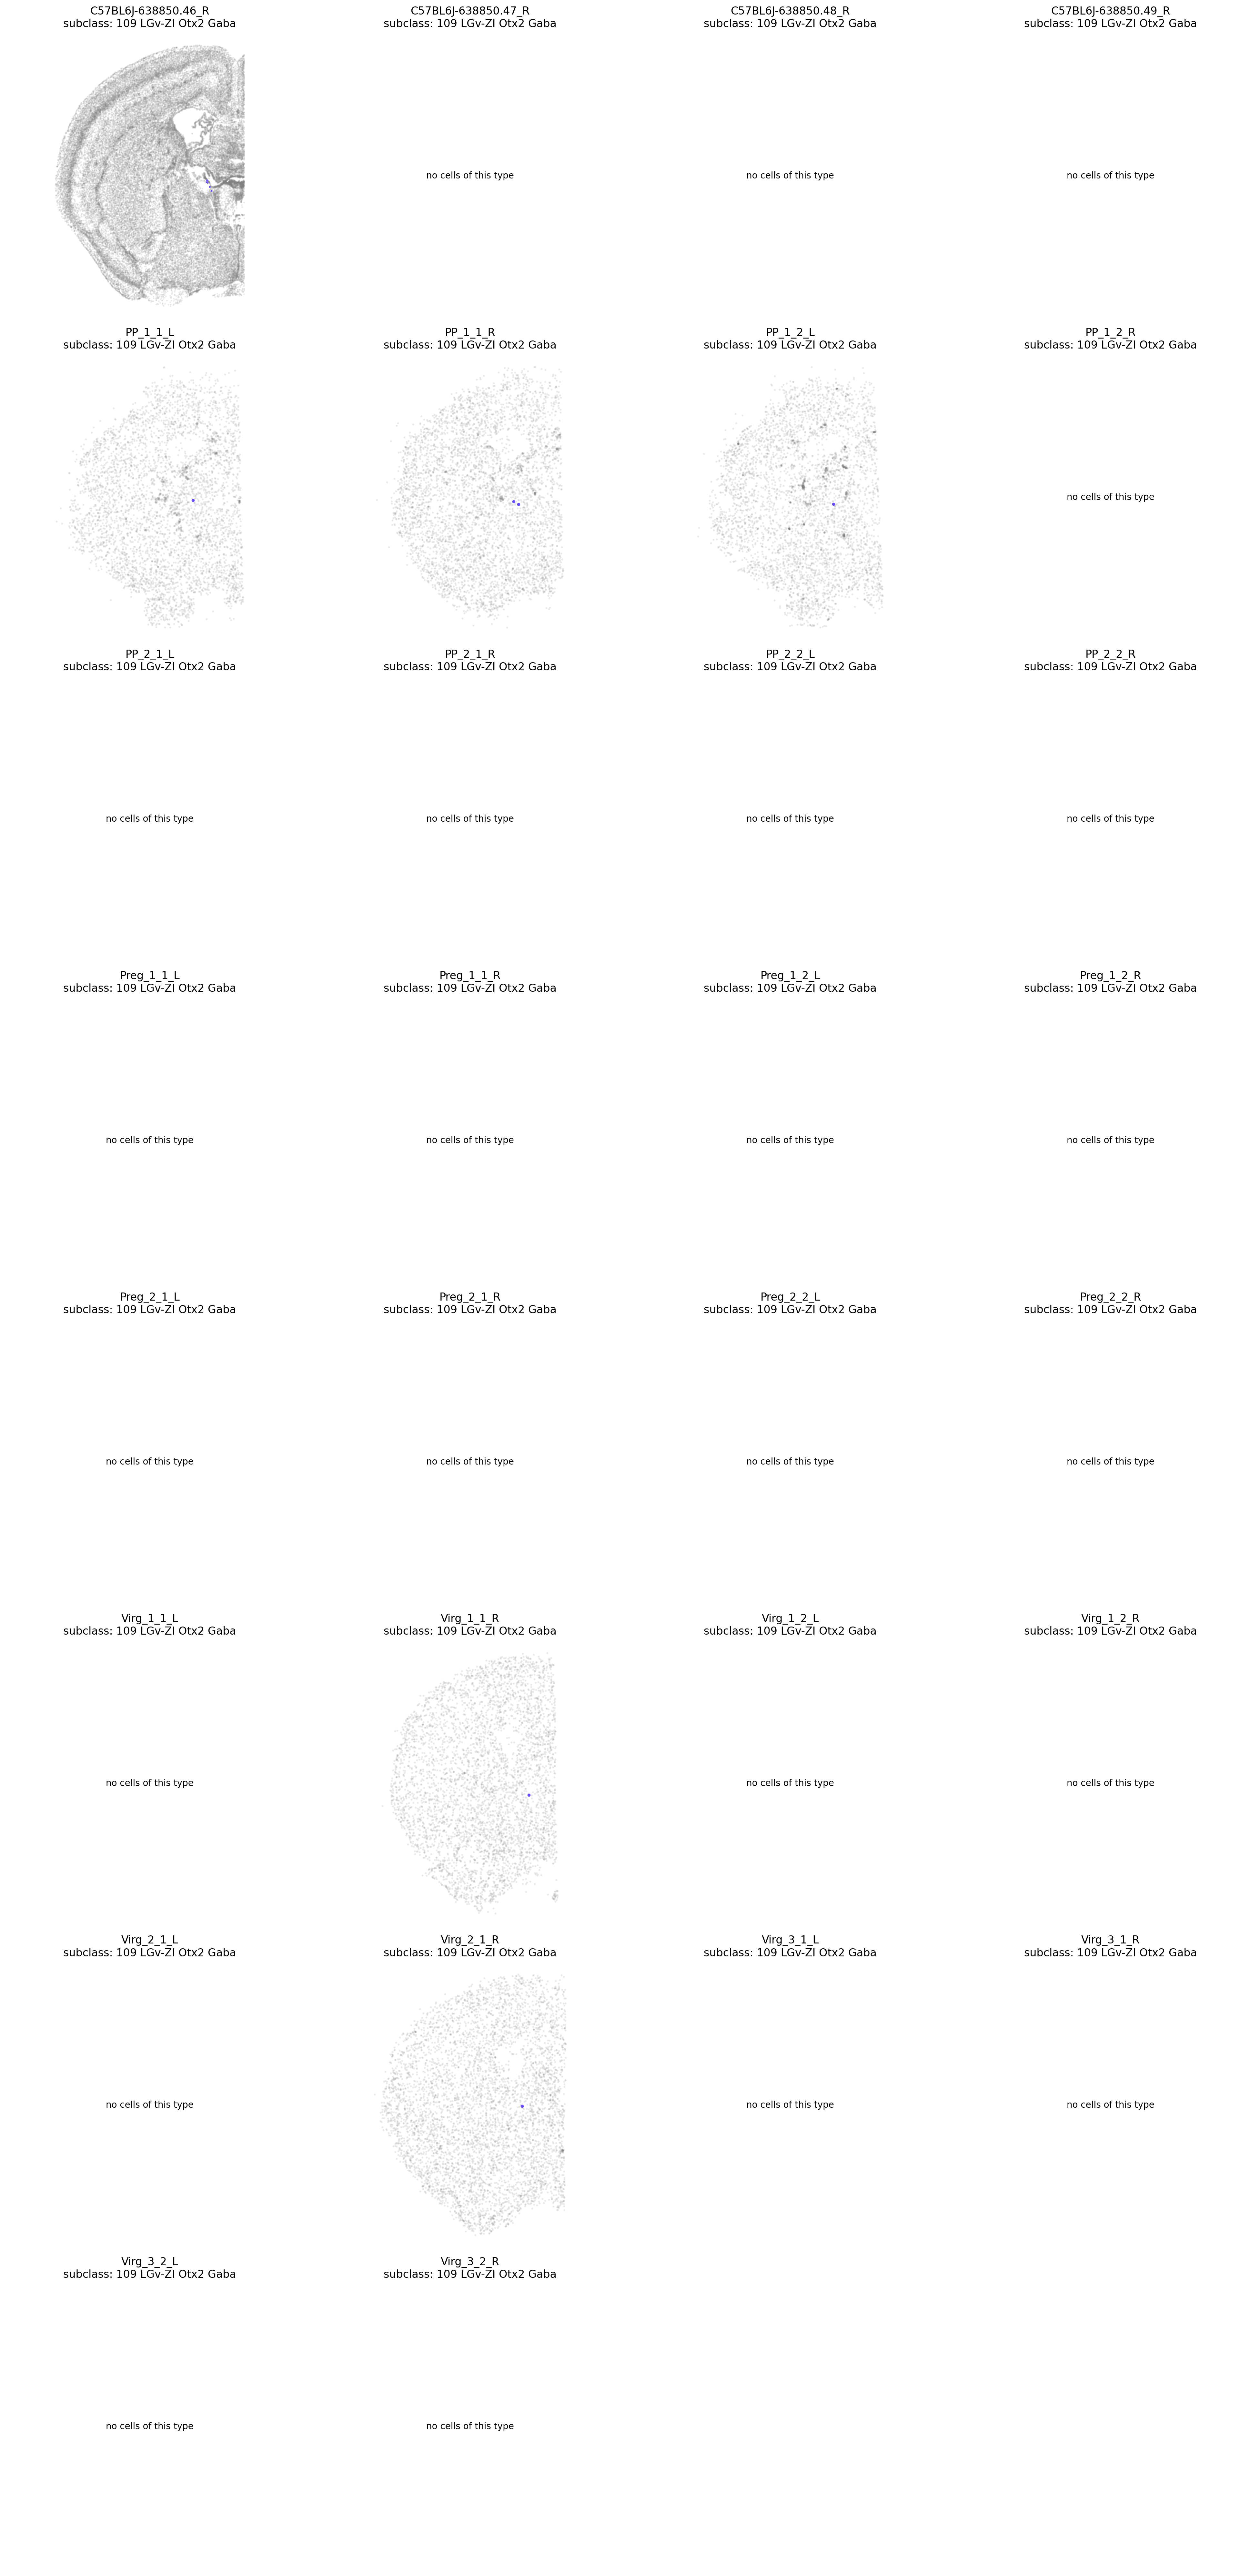 C57BL6J-638850.46_R
subclass: 109 LGv-ZI Otx2 Gaba
C57BL6J-638850.47_R
subclass: 109 LGv-ZI Otx2 Gaba
no cells of this type
C57BL6J-638850.48_R
subclass: 109 LGv-ZI Otx2 Gaba
no cells of this type
C57BL6J-638850.49_R
subclass: 109 LGv-ZI Otx2 Gaba
no cells of this type
PP_1_1_L
subclass: 109 LGv-ZI Otx2 Gaba
PP_1_1_R
subclass: 109 LGv-ZI Otx2 Gaba
PP_1_2_L
subclass: 109 LGv-ZI Otx2 Gaba
PP_1_2_R
subclass: 109 LGv-ZI Otx2 Gaba
no cells of this type
PP_2_1_L
subclass: 109 LGv-ZI Otx2 Gaba
no cells of this type
PP_2_1_R
subclass: 109 LGv-ZI Otx2 Gaba
no cells of this type
PP_2_2_L
subclass: 109 LGv-ZI Otx2 Gaba
no cells of this type
PP_2_2_R
subclass: 109 LGv-ZI Otx2 Gaba
no cells of this type
Preg_1_1_L
subclass: 109 LGv-ZI Otx2 Gaba
no cells of this type
Preg_1_1_R
subclass: 109 LGv-ZI Otx2 Gaba
no cells of this type
Preg_1_2_L
subclass: 109 LGv-ZI Otx2 Gaba
no cells of this type
Preg_1_2_R
subclass: 109 LGv-ZI Otx2 Gaba
no cells of this type
Preg_2_1_L
subclass: 109 LGv-ZI Otx2 Gaba
no cells of this type
Preg_2_1_R
subclass: 109 LGv-ZI Otx2 Gaba
no cells of this type
Preg_2_2_L
subclass: 109 LGv-ZI Otx2 Gaba
no cells of this type
Preg_2_2_R
subclass: 109 LGv-ZI Otx2 Gaba
no cells of this type
Virg_1_1_L
subclass: 109 LGv-ZI Otx2 Gaba
no cells of this type
Virg_1_1_R
subclass: 109 LGv-ZI Otx2 Gaba
Virg_1_2_L
subclass: 109 LGv-ZI Otx2 Gaba
no cells of this type
Virg_1_2_R
subclass: 109 LGv-ZI Otx2 Gaba
no cells of this type
Virg_2_1_L
subclass: 109 LGv-ZI Otx2 Gaba
no cells of this type
Virg_2_1_R
subclass: 109 LGv-ZI Otx2 Gaba
Virg_3_1_L
subclass: 109 LGv-ZI Otx2 Gaba
no cells of this type
Virg_3_1_R
subclass: 109 LGv-ZI Otx2 Gaba
no cells of this type
Virg_3_2_L
subclass: 109 LGv-ZI Otx2 Gaba
no cells of this type
Virg_3_2_R
subclass: 109 LGv-ZI Otx2 Gaba
no cells of this type